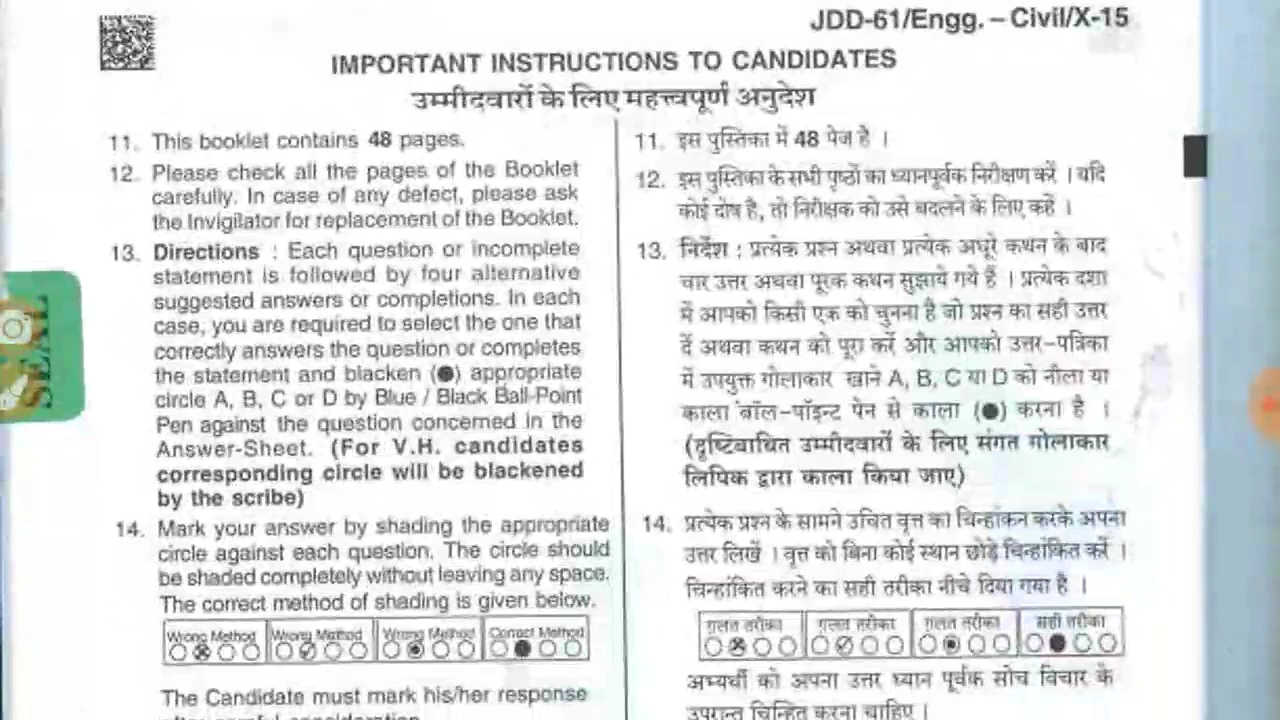 JDD-61/Engg. – Civil/X-15
IMPORTANT INSTRUCTIONS TO CANDIDATES
उम्मीदवारों के लिए महत्त्वपूर्ण अनुदेश
11. This booklet contains 48 pages.
12. Please check all the pages of the Booklet
carefully. In case of any defect, please ask
the Invigilator for replacement of the Booklet.
13. Directions : Each question or incomplete
statement is followed by four alternative
suggested answers or completions. In each
case, you are required to select the one that
correctly answers the question or completes
the statement and blacken (●) appropriate
circle A, B, C or D by Blue / Black Ball-Point
Pen against the question concerned in the
Answer-Sheet. (For V.H. candidates
corresponding circle will be blackened
by the scribe)
14. Mark your answer by shading the appropriate
circle against each question. The circle should
be shaded completely without leaving any space.
The correct method of shading is given below.
Wrong Method Wrong Method Wrong Method Correct Method
The Candidate must mark his/her response
after careful consideration.
11. इस पुस्तिका में 48 पेज है ।
12. इस पुस्तिका के सभी पृष्ठों का ध्यानपूर्वक निरीक्षण करें । यदि
कोई दोष है, तो निरीक्षक को उसे बदलने के लिए कहें ।
13. निर्देश : प्रत्येक प्रश्न अथवा प्रत्येक अधूरे कथन के बाद
चार उत्तर अथवा पूरक कथन सुझाये गये हैं । प्रत्येक दशा
में आपको किसी एक को चुनना है जो प्रश्न का सही उत्तर
दें अथवा कथन को पूरा करें और आपको उत्तर-पत्रिका
में उपयुक्त गोलाकार खाने A, B, C या D को नीला या
काला बॉल-पॉइन्ट पेन से काला (●) करना है ।
(दृष्टिबाधित उम्मीदवारों के लिए संगत गोलाकार
लिपिक द्वारा काला किया जाए)
14. प्रत्येक प्रश्न के सामने उचित वृत्त का चिन्हांकन करके अपना
उत्तर लिखें । वृत्त को बिना कोई स्थान छोड़े चिन्हांकित करें ।
चिन्हांकित करने का सही तरीका नीचे दिया गया है ।
ग़लत तरीका ग़लत तरीका ग़लत तरीका सही तरीका
अभ्यर्थी को अपना उत्तर ध्यान पूर्वक सोच विचार के
उपरान्त चिन्हित करना चाहिए ।
SEAL